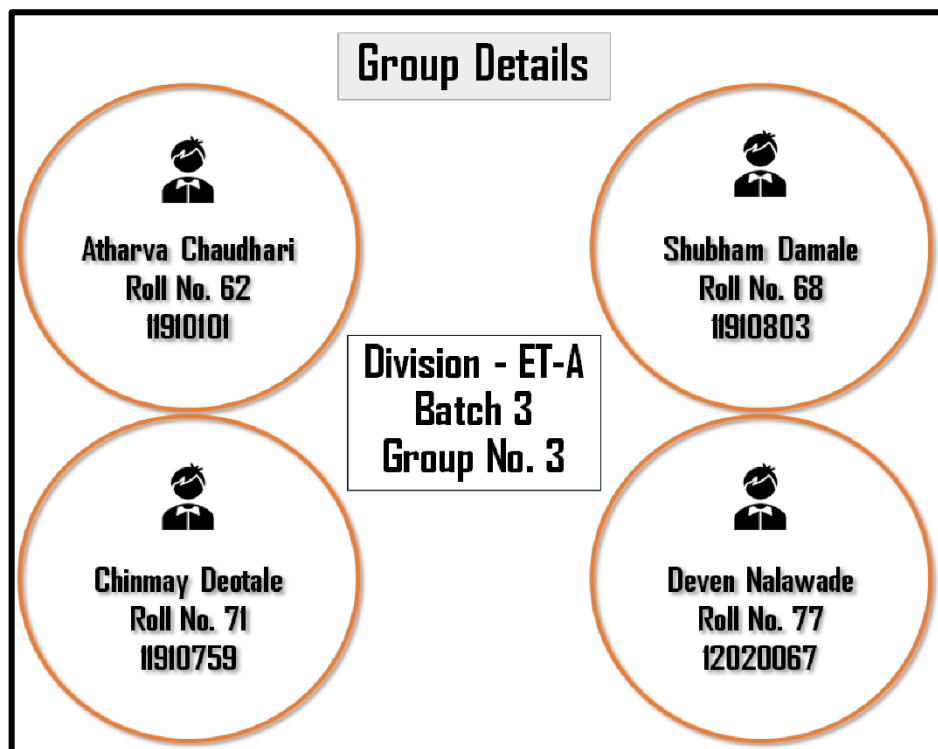 Group Details
Atharva Chaudhari
Roll No. 62
11910101
Shubham Damale
Roll No. 68
11910803
Division - ET-A
Batch 3
Group No. 3
Chinmay Deotale
Roll No. 71
11910759
Deven Nalawade
Roll No. 77
12020067